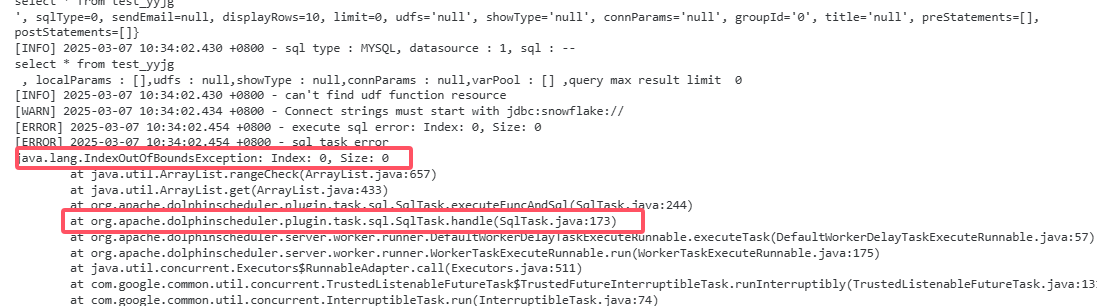 select * from test_yyjg
', sqlType=0, sendEmail=null, displayRows=10, limit=0, udfs='null', showType='null', connParams='null', groupId='0', title='null', preStatements=[],
postStatements=[]}
[INFO] 2025-03-07 10:34:02.430 +0800 - sql type : MYSQL, datasource : 1, sql : --
select * from test_yyjg
 , localParams : [],udfs : null,showType : null,connParams : null,varPool : [] ,query max result limit  0
[INFO] 2025-03-07 10:34:02.430 +0800 - can't find udf function resource
[WARN] 2025-03-07 10:34:02.434 +0800 - Connect strings must start with jdbc:snowflake://
[ERROR] 2025-03-07 10:34:02.454 +0800 - execute sql error: Index: 0, Size: 0
[ERROR] 2025-03-07 10:34:02.454 +0800 - sql task error
java.lang.IndexOutOfBoundsException: Index: 0, Size: 0
at java.util.ArrayList.rangeCheck(ArrayList.java:657)
at java.util.ArrayList.get(ArrayList.java:433)
at org.apache.dolphinscheduler.plugin.task.sql.SqlTask.executeFuncAndSql(SqlTask.java:244)
at org.apache.dolphinscheduler.plugin.task.sql.SqlTask.handle(SqlTask.java:173)
at org.apache.dolphinscheduler.server.worker.runner.DefaultWorkerDelayTaskExecuteRunnable.executeTask(DefaultWorkerDelayTaskExecuteRunnable.java:57)
at org.apache.dolphinscheduler.server.worker.runner.WorkerTaskExecuteRunnable.run(WorkerTaskExecuteRunnable.java:175)
at java.util.concurrent.Executors$RunnableAdapter.call(Executors.java:511)
at com.google.common.util.concurrent.TrustedListenableFutureTask$TrustedFutureInterruptibleTask.runInterruptibly(TrustedListenableFutureTask.java:131
at com.google.common.util.concurrent.InterruptibleTask.run(InterruptibleTask.java:74)